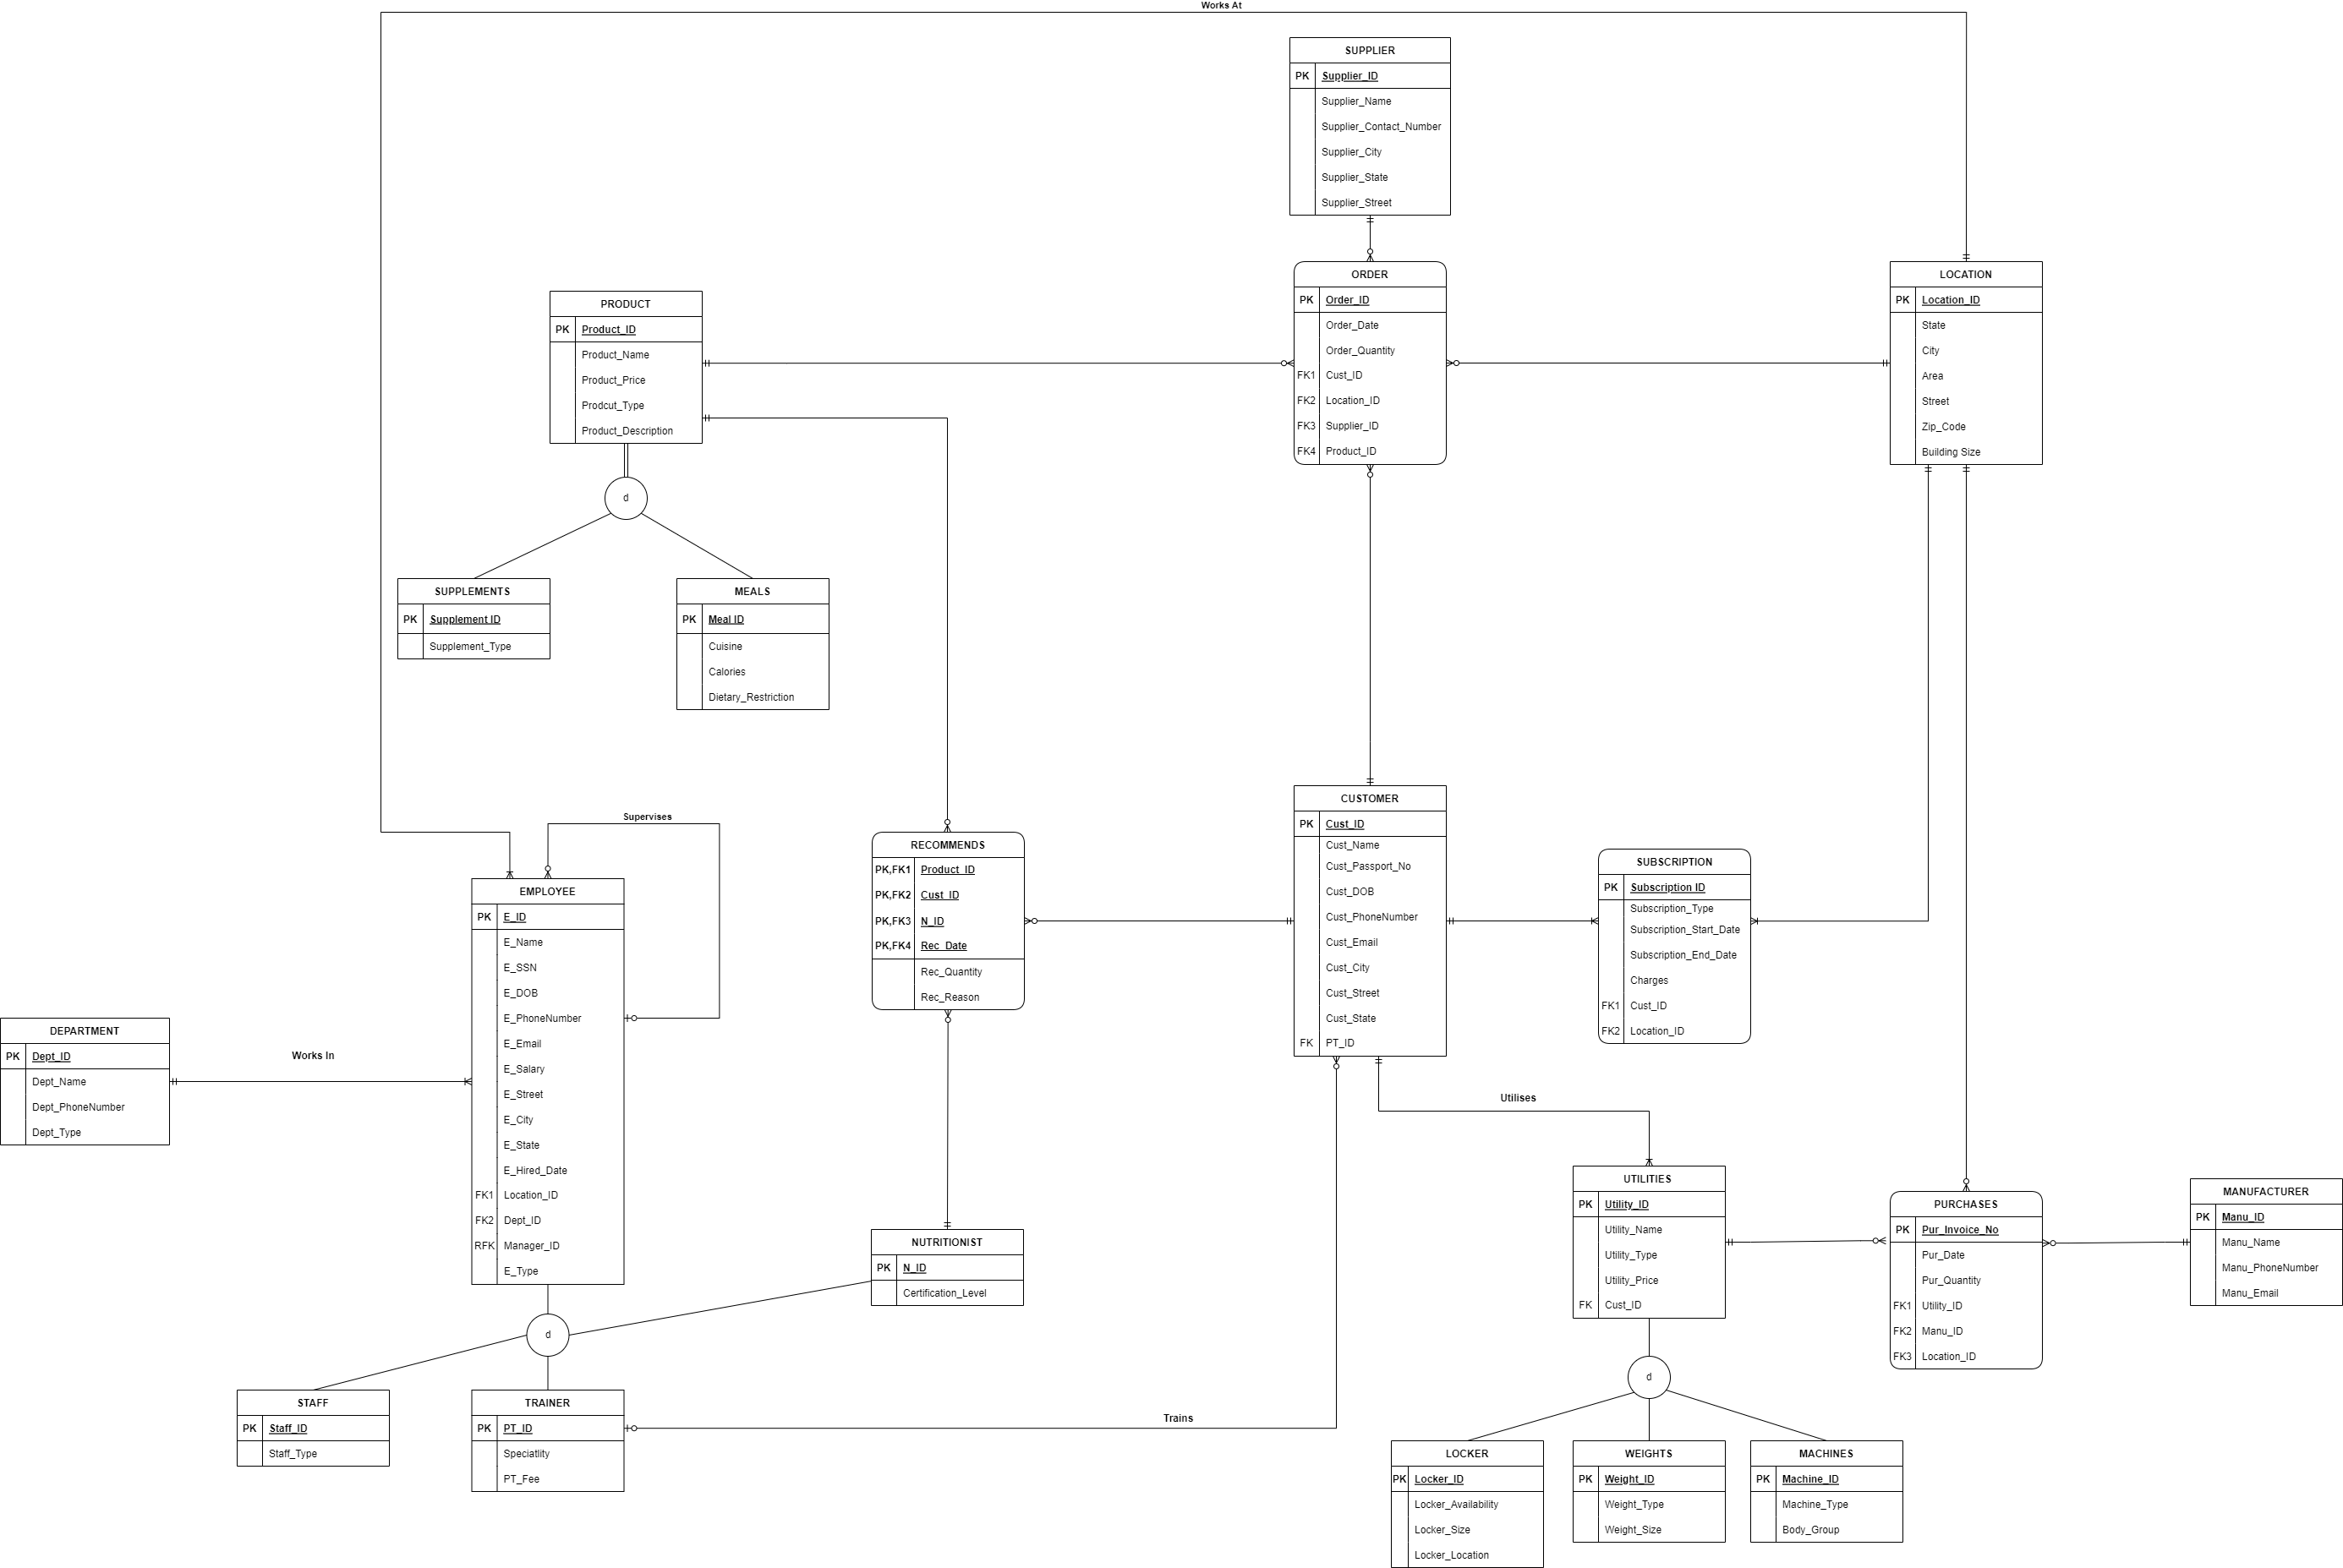 Works At
SUPPLIER
PK Supplier_ID
Supplier_Name
Supplier_Contact_Number
Supplier_City
Supplier_State
Supplier_Street
ORDER
PK Order_ID
Order_Date
Order_Quantity
FK1 Cust_ID
FK2 Location_ID
FK3 Supplier_ID
FK4 Product_ID
LOCATION
PK Location_ID
State
City
Area
Street
Zip_Code
Building Size
PRODUCT
PK Product_ID
Product_Name
Product_Price
Prodcut_Type
Product_Description
d
SUPPLEMENTS
PK Supplement ID
Supplement_Type
MEALS
PK Meal ID
Cuisine
Calories
Dietary_Restriction
Supervises
EMPLOYEE
PK E_ID
E_Name
E_SSN
E_DOB
E_PhoneNumber
E_Email
E_Salary
E_Street
E_City
E_State
E_Hired_Date
FK1 Location_ID
FK2 Dept_ID
RFK Manager_ID
E_Type
RECOMMENDS
PK,FK1 Product_ID
PK,FK2 Cust_ID
PK,FK3 N_ID
PK,FK4 Rec_Date
Rec_Quantity
Rec_Reason
CUSTOMER
PK Cust_ID
Cust_Name
Cust_Passport_No
Cust_DOB
Cust_PhoneNumber
Cust_Email
Cust_City
Cust_Street
Cust_State
FK PT_ID
SUBSCRIPTION
PK Subscription ID
Subscription_Type
Subscription_Start_Date
Subscription_End_Date
Charges
FK1 Cust_ID
FK2 Location_ID
DEPARTMENT
PK Dept_ID
Dept_Name
Dept_PhoneNumber
Dept_Type
Works In
Utilises
UTILITIES
PK Utility_ID
Utility_Name
Utility_Type
Utility_Price
FK Cust_ID
PURCHASES
PK Pur_Invoice_No
Pur_Date
Pur_Quantity
FK1 Utility_ID
FK2 Manu_ID
FK3 Location_ID
MANUFACTURER
PK Manu_ID
Manu_Name
Manu_PhoneNumber
Manu_Email
NUTRITIONIST
PK N_ID
Certification_Level
d
STAFF
PK Staff_ID
Staff_Type
TRAINER
PK PT_ID
Speciatlity
PT_Fee
Trains
d
LOCKER
PK Locker_ID
Locker_Availability
Locker_Size
Locker_Location
WEIGHTS
PK Weight_ID
Weight_Type
Weight_Size
MACHINES
PK Machine_ID
Machine_Type
Body_Group